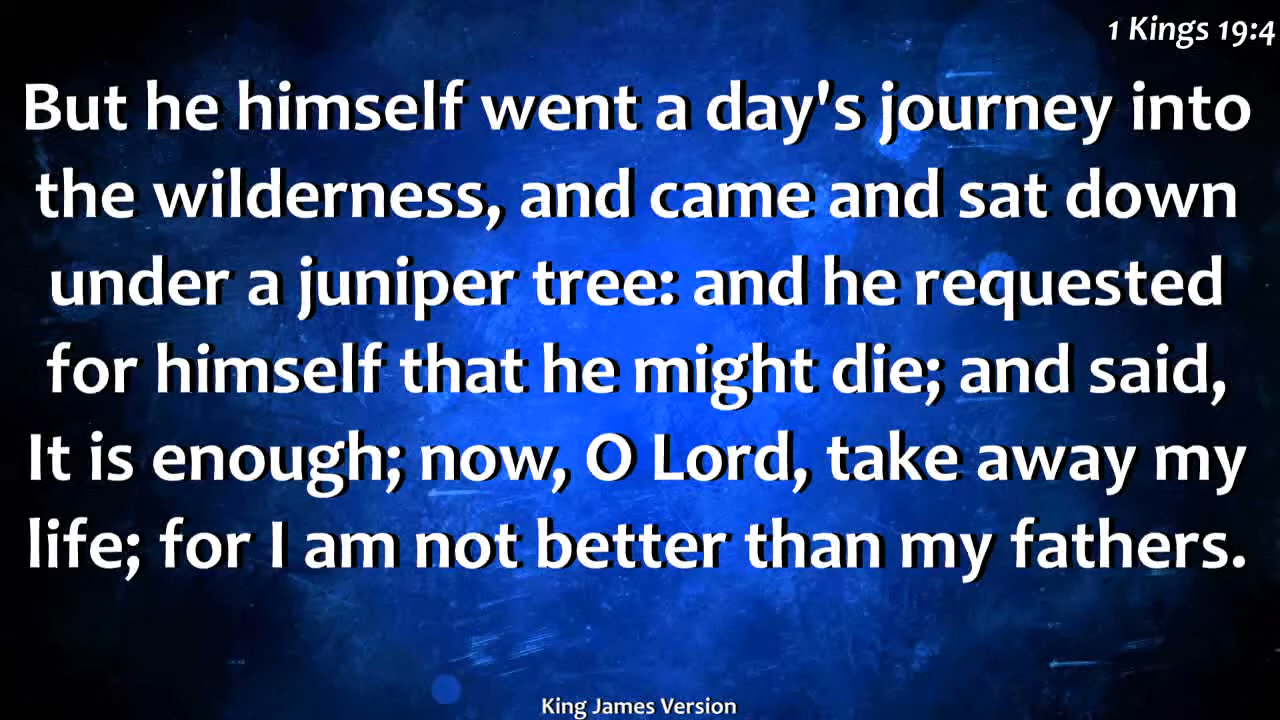 1 Kings 19:4
But he himself went a day's journey into
the wilderness, and came and sat down
under a juniper tree: and he requested
for himself that he might die; and said,
It is enough; now, O Lord, take away my
life; for I am not better than my fathers.
King James Version